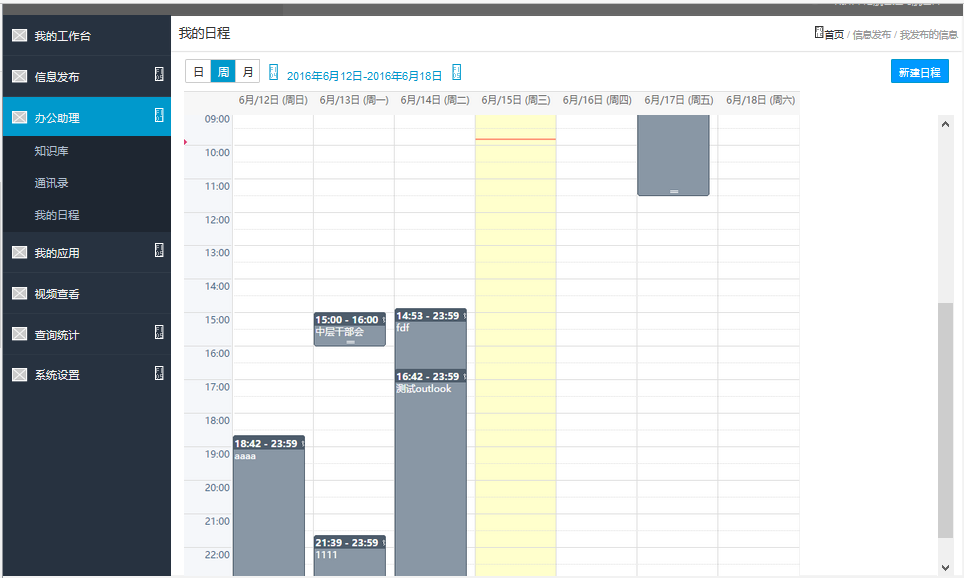 我的工作台
信息发布
办公助理
知识库
通讯录
我的日程
我的应用
视频查看
查询统计
系统设置
我的日程
首页 / 信息发布 / 我发布的信息
日 周 月 2016年6月12日-2016年6月18日
新建日程
6月/12日 (周日) 6月/13日 (周一) 6月/14日 (周二) 6月/15日 (周三) 6月/16日 (周四) 6月/17日 (周五) 6月/18日 (周六)
09:00
10:00
11:00
12:00
13:00
14:00
15:00
16:00
17:00
18:00
19:00
20:00
21:00
22:00
18:42 - 23:59
aaaa
15:00 - 16:00
中层干部会
21:39 - 23:59
1111
14:53 - 23:59
fdf
16:42 - 23:59
测试outlook